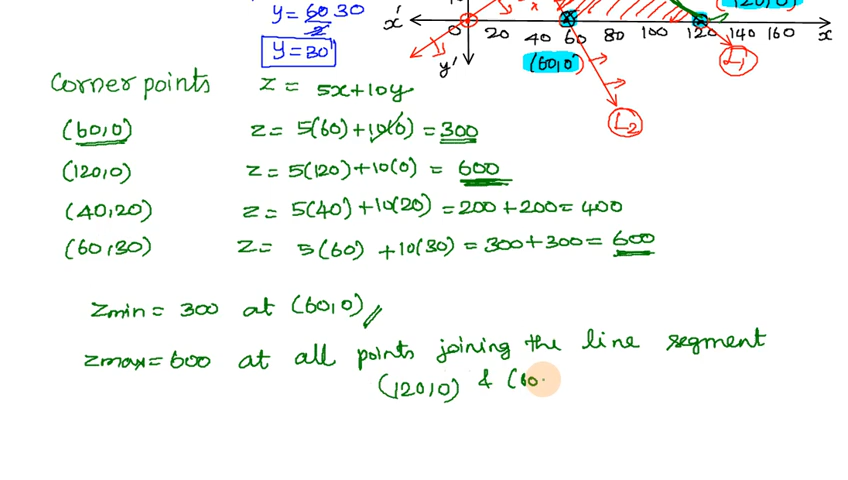 y = 60 30
2
y = 30
x' 0 20 40 60 80 100 120 140 160 x
y'
(60,0)
(120,0)
L1
L2
Corner points Z = 5x+10y
(60,0) Z = 5(60)+10(0) = 300
(120,0) Z = 5(120)+10(0) = 600
(40,20) Z = 5(40)+10(20) = 200+200 = 400
(60,30) Z = 5(60)+10(30) = 300+300 = 600
Zmin = 300 at (60,0)
Zmax = 600 at all points joining the line segment
(120,0) & (60